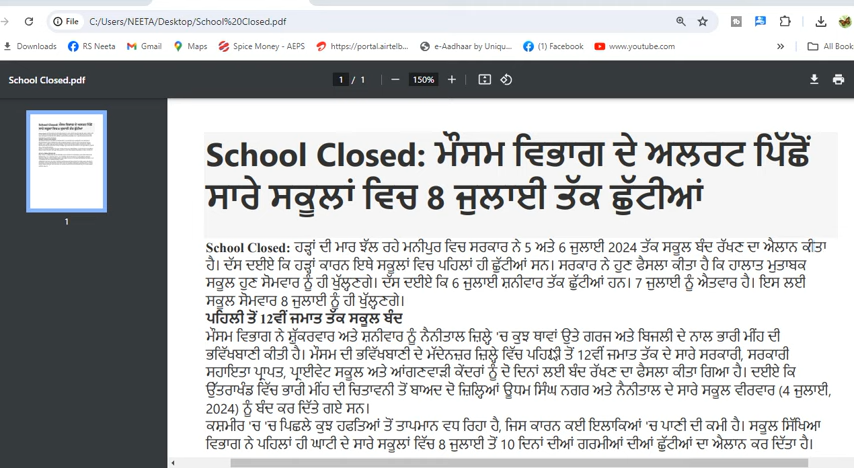 File C:/Users/NEETA/Desktop/School%20Closed.pdf
Downloads RS Neeta Gmail Maps Spice Money - AEPS https://portal.airtelb... e-Aadhaar by Uniqu... (1) Facebook www.youtube.com » All Book
School Closed.pdf 1 / 1 − 150% +
1
School Closed: ਮੌਸਮ ਵਿਭਾਗ ਦੇ ਅਲਰਟ ਪਿੱਛੋਂ
ਸਾਰੇ ਸਕੂਲਾਂ ਵਿਚ 8 ਜੁਲਾਈ ਤੱਕ ਛੁੱਟੀਆਂ
School Closed: ਹੜ੍ਹਾਂ ਦੀ ਮਾਰ ਝੱਲ ਰਹੇ ਮਨੀਪੁਰ ਵਿਚ ਸਰਕਾਰ ਨੇ 5 ਅਤੇ 6 ਜੁਲਾਈ 2024 ਤੱਕ ਸਕੂਲ ਬੰਦ ਰੱਖਣ ਦਾ ਐਲਾਨ ਕੀਤਾ
ਹੈ। ਦੱਸ ਦਈਏ ਕਿ ਹੜ੍ਹਾਂ ਕਾਰਨ ਇਥੇ ਸਕੂਲਾਂ ਵਿਚ ਪਹਿਲਾਂ ਹੀ ਛੁੱਟੀਆਂ ਸਨ। ਸਰਕਾਰ ਨੇ ਹੁਣ ਫੈਸਲਾ ਕੀਤਾ ਹੈ ਕਿ ਹਾਲਾਤ ਮੁਤਾਬਕ
ਸਕੂਲ ਹੁਣ ਸੋਮਵਾਰ ਨੂੰ ਹੀ ਖੁੱਲ੍ਹਣਗੇ। ਦੱਸ ਦਈਏ ਕਿ 6 ਜੁਲਾਈ ਸ਼ਨੀਵਾਰ ਤੱਕ ਛੁੱਟੀਆਂ ਹਨ। 7 ਜੁਲਾਈ ਨੂੰ ਐਤਵਾਰ ਹੈ। ਇਸ ਲਈ
ਸਕੂਲ ਸੋਮਵਾਰ 8 ਜੁਲਾਈ ਨੂੰ ਹੀ ਖੁੱਲ੍ਹਣਗੇ।
ਪਹਿਲੀ ਤੋਂ 12ਵੀਂ ਜਮਾਤ ਤੱਕ ਸਕੂਲ ਬੰਦ
ਮੌਸਮ ਵਿਭਾਗ ਨੇ ਸ਼ੁੱਕਰਵਾਰ ਅਤੇ ਸ਼ਨੀਵਾਰ ਨੂੰ ਨੈਨੀਤਾਲ ਜ਼ਿਲ੍ਹੇ ’ਚ ਕੁਝ ਥਾਵਾਂ ਉਤੇ ਗਰਜ ਅਤੇ ਬਿਜਲੀ ਦੇ ਨਾਲ ਭਾਰੀ ਮੀਂਹ ਦੀ
ਭਵਿੱਖਬਾਣੀ ਕੀਤੀ ਹੈ। ਮੌਸਮ ਦੀ ਭਵਿੱਖਬਾਣੀ ਦੇ ਮੱਦੇਨਜ਼ਰ ਜ਼ਿਲ੍ਹੇ ਵਿੱਚ ਪਹਿਲੀ ਤੋਂ 12ਵੀਂ ਜਮਾਤ ਤੱਕ ਦੇ ਸਾਰੇ ਸਰਕਾਰੀ, ਸਰਕਾਰੀ
ਸਹਾਇਤਾ ਪ੍ਰਾਪਤ, ਪ੍ਰਾਈਵੇਟ ਸਕੂਲ ਅਤੇ ਆਂਗਣਵਾੜੀ ਕੇਂਦਰਾਂ ਨੂੰ ਦੋ ਦਿਨਾਂ ਲਈ ਬੰਦ ਰੱਖਣ ਦਾ ਫੈਸਲਾ ਕੀਤਾ ਗਿਆ ਹੈ। ਦਈਏ ਕਿ
ਉੱਤਰਾਖੰਡ ਵਿੱਚ ਭਾਰੀ ਮੀਂਹ ਦੀ ਚਿਤਾਵਨੀ ਤੋਂ ਬਾਅਦ ਦੋ ਜ਼ਿਲ੍ਹਿਆਂ ਊਧਮ ਸਿੰਘ ਨਗਰ ਅਤੇ ਨੈਨੀਤਾਲ ਦੇ ਸਾਰੇ ਸਕੂਲ ਵੀਰਵਾਰ (4 ਜੁਲਾਈ,
2024) ਨੂੰ ਬੰਦ ਕਰ ਦਿੱਤੇ ਗਏ ਸਨ।
ਕਸ਼ਮੀਰ ’ਚ ’ਚ ਪਿਛਲੇ ਕੁਝ ਹਫਤਿਆਂ ਤੋਂ ਤਾਪਮਾਨ ਵਧ ਰਿਹਾ ਹੈ, ਜਿਸ ਕਾਰਨ ਕਈ ਇਲਾਕਿਆਂ ’ਚ ਪਾਣੀ ਦੀ ਕਮੀ ਹੈ। ਸਕੂਲ ਸਿੱਖਿਆ
ਵਿਭਾਗ ਨੇ ਪਹਿਲਾਂ ਹੀ ਘਾਟੀ ਦੇ ਸਾਰੇ ਸਕੂਲਾਂ ਵਿੱਚ 8 ਜੁਲਾਈ ਤੋਂ 10 ਦਿਨਾਂ ਦੀਆਂ ਗਰਮੀਆਂ ਦੀਆਂ ਛੁੱਟੀਆਂ ਦਾ ਐਲਾਨ ਕਰ ਦਿੱਤਾ ਹੈ।